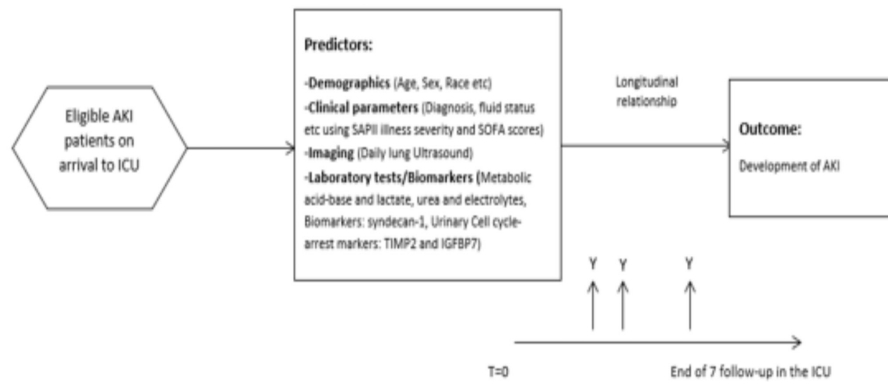 Eligible AKI
patients on
arrival to ICU
Predictors:
-Demographics (Age, Sex, Race etc)
-Clinical parameters (Diagnosis, fluid status
etc using SAPII illness severity and SOFA scores)
-Imaging (Daily lung Ultrasound)
-Laboratory tests/Biomarkers (Metabolic
acid-base and lactate, urea and electrolytes,
Biomarkers: syndecan-1, Urinary Cell cycle-
arrest markers: TIMP2 and IGFBP7)
Longitudinal
relationship
Outcome:
Development of AKI
Y Y Y
T=0 End of 7 follow-up in the ICU